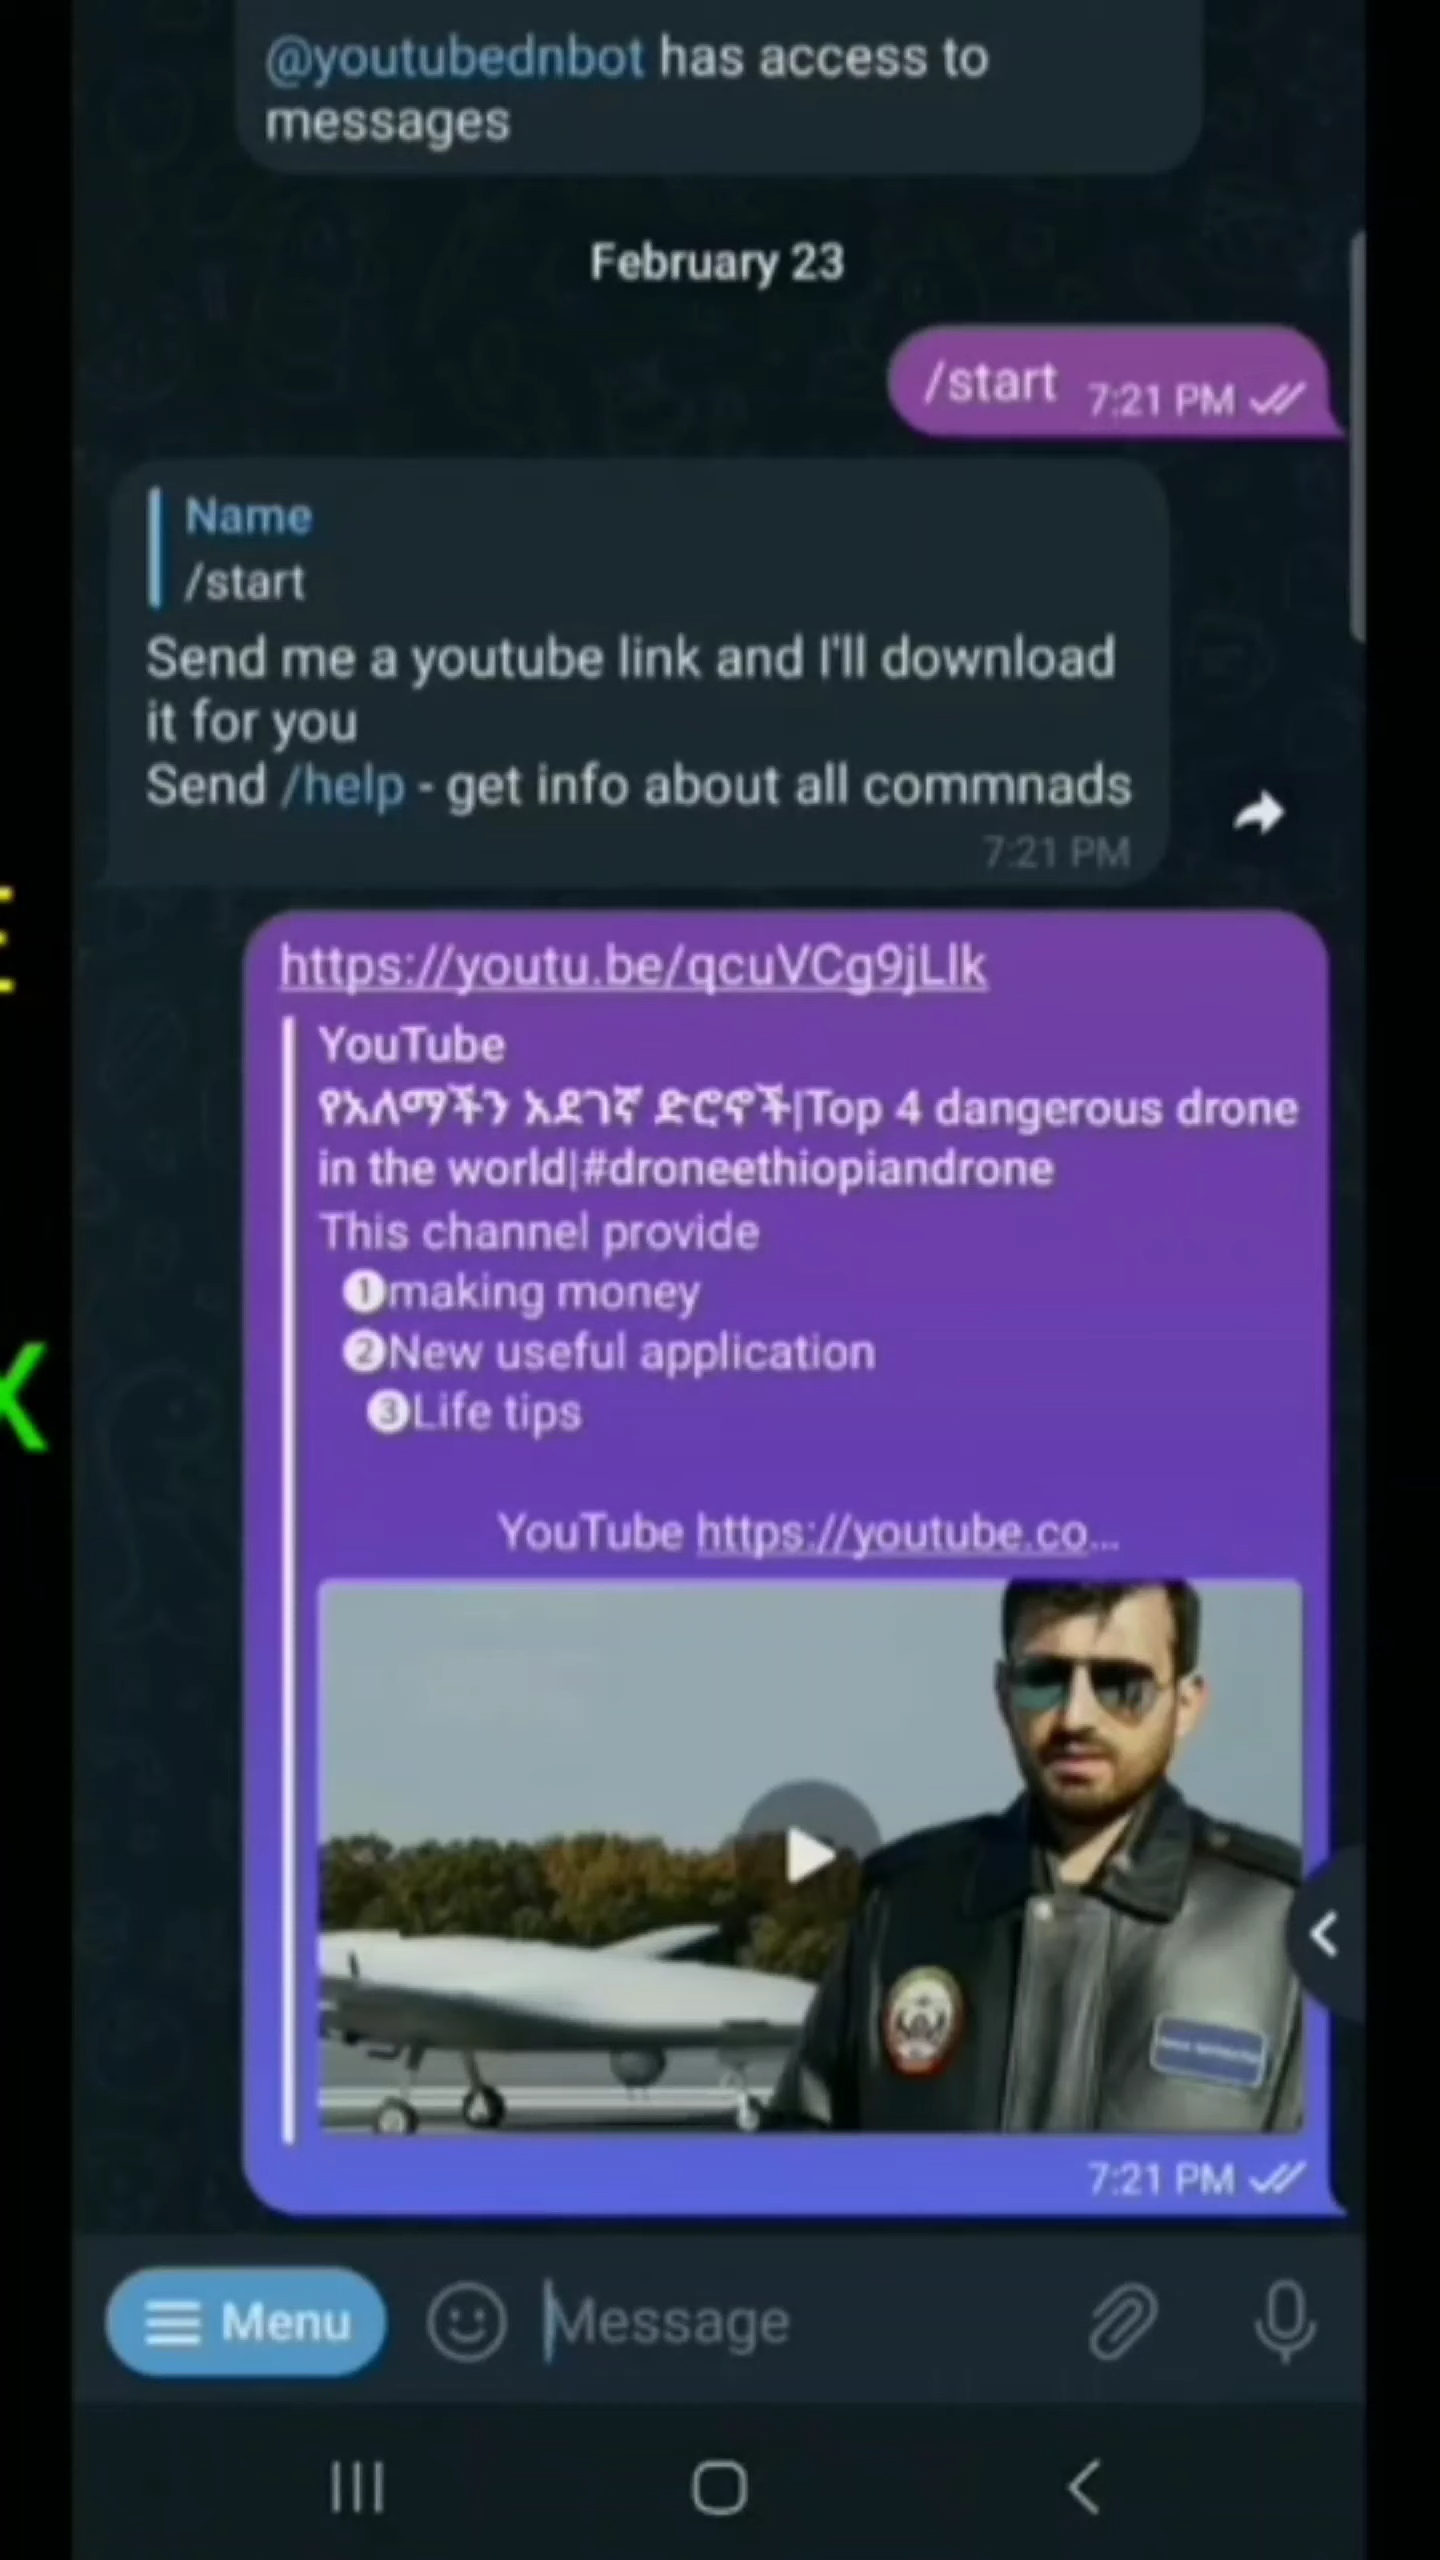 @youtubednbot has access to
messages
February 23
/start 7:21 PM
Name
/start
Send me a youtube link and I'll download
it for you
Send /help - get info about all commnads
7:21 PM
https://youtu.be/qcuVCg9jLlk
YouTube
የአለማችን አደገኛ ድሮኖች|Top 4 dangerous drone
in the world|#droneethiopiandrone
This channel provide
❶making money
❷New useful application
❸Life tips
YouTube https://youtube.co...
7:21 PM
Menu
Message